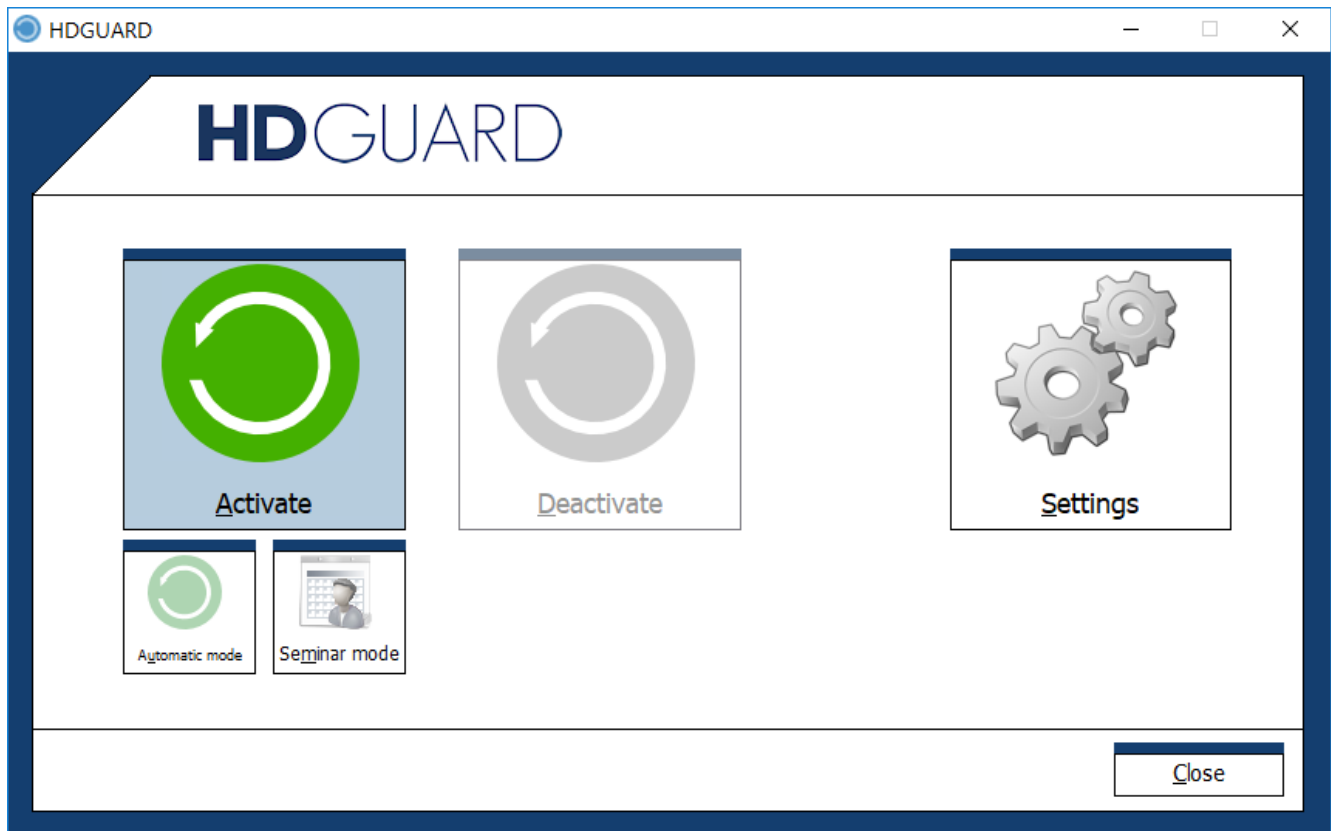 HDGUARD
HDGUARD
Activate
Deactivate
Settings
Automatic mode
Seminar mode
Close